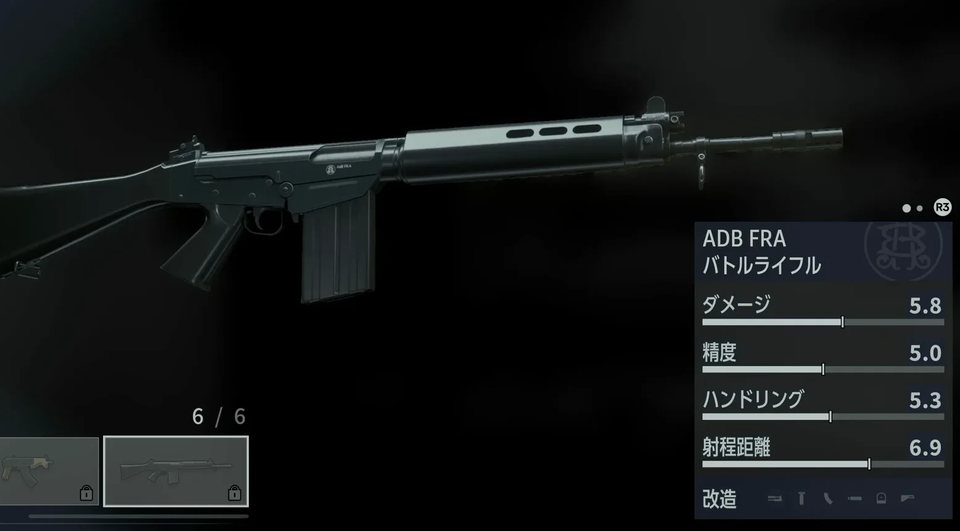 R3
ADB FRA
バトルライフル
ダメージ 5.8
精度 5.0
ハンドリング 5.3
射程距離 6.9
改造
6 / 6